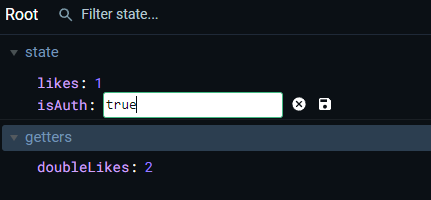 Root Filter state...
state
likes: 1
isAuth: true
getters
doubleLikes: 2